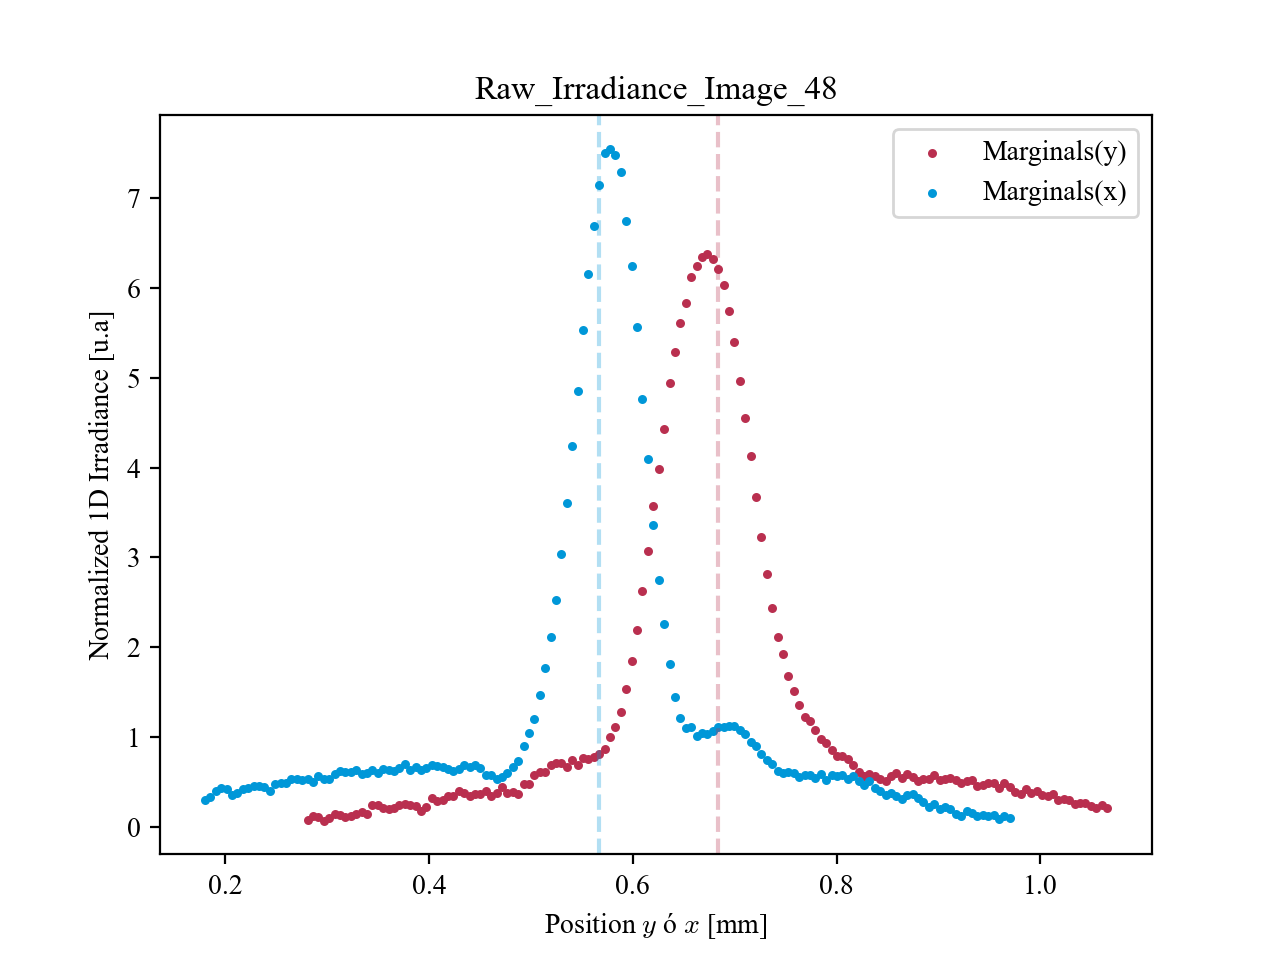 Raw_Irradiance_Image_48
Marginals(y)
Marginals(x)
Normalized 1D Irradiance [u.a]
7
6
5
4
3
2
1
0
0.2 0.4 0.6 0.8 1.0
Position y ó x [mm]